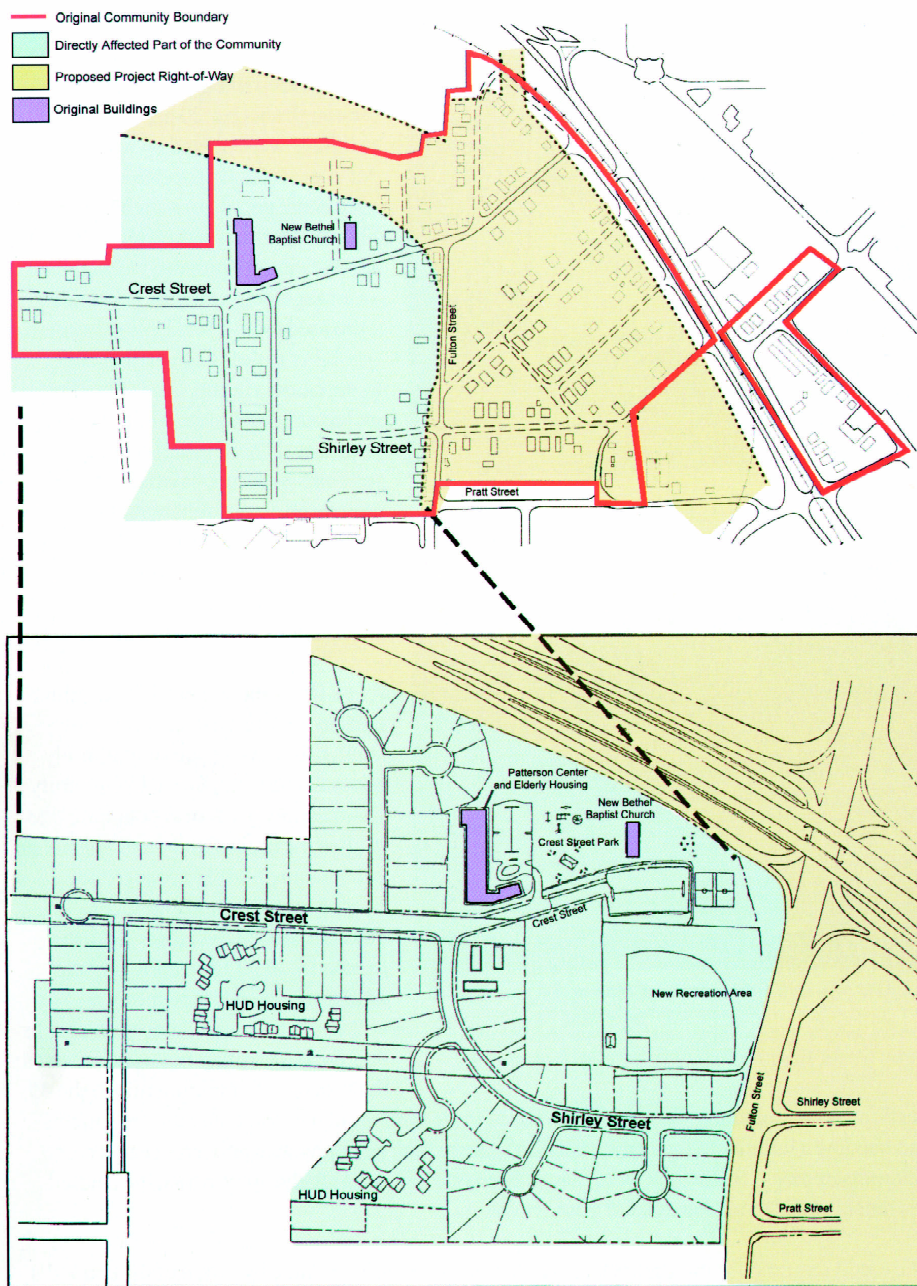 Original Community Boundary
Directly Affected Part of the Community
Proposed Project Right-of-Way
Original Buildings
New Bethel
Baptist Church
Crest Street
Fulton Street
Shirley Street
Pratt Street
Patterson Center
and Elderly Housing
New Bethel
Baptist Church
Crest Street Park
Crest Street
Crest Street
HUD Housing
New Recreation Area
Shirley Street
Fulton Street
Shirley Street
HUD Housing
Pratt Street